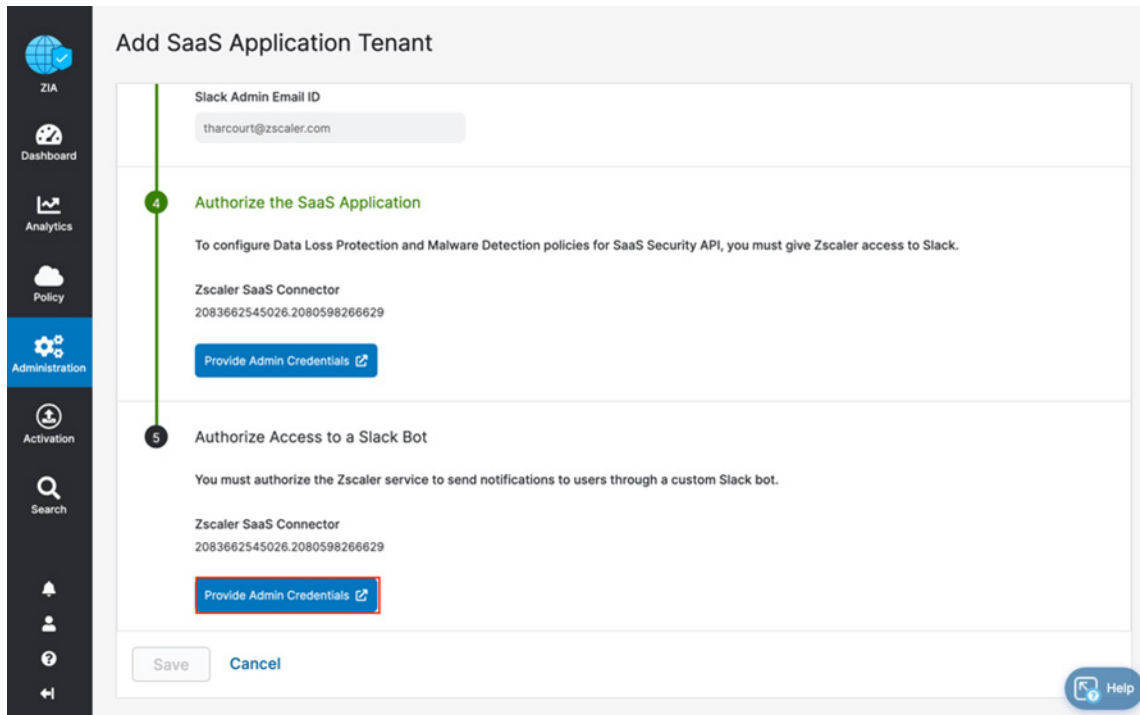 ZIA
Dashboard
Analytics
Policy
Administration
Activation
Search
Add SaaS Application Tenant
Slack Admin Email ID
tharcourt@zscaler.com
4
Authorize the SaaS Application
To configure Data Loss Protection and Malware Detection policies for SaaS Security API, you must give Zscaler access to Slack.
Zscaler SaaS Connector
2083662545026.2080598266629
Provide Admin Credentials
5
Authorize Access to a Slack Bot
You must authorize the Zscaler service to send notifications to users through a custom Slack bot.
Zscaler SaaS Connector
2083662545026.2080598266629
Provide Admin Credentials
Save
Cancel
Help